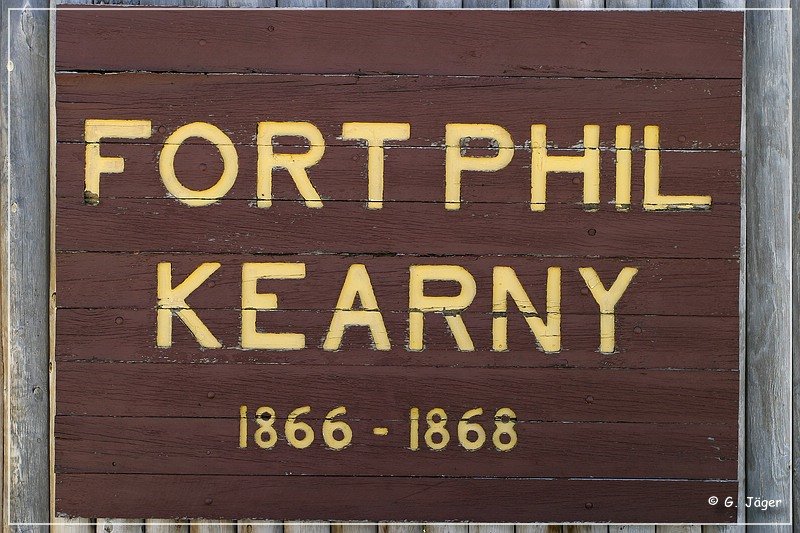 FORT PHIL
KEARNY
1866 - 1868
© G. Jäger